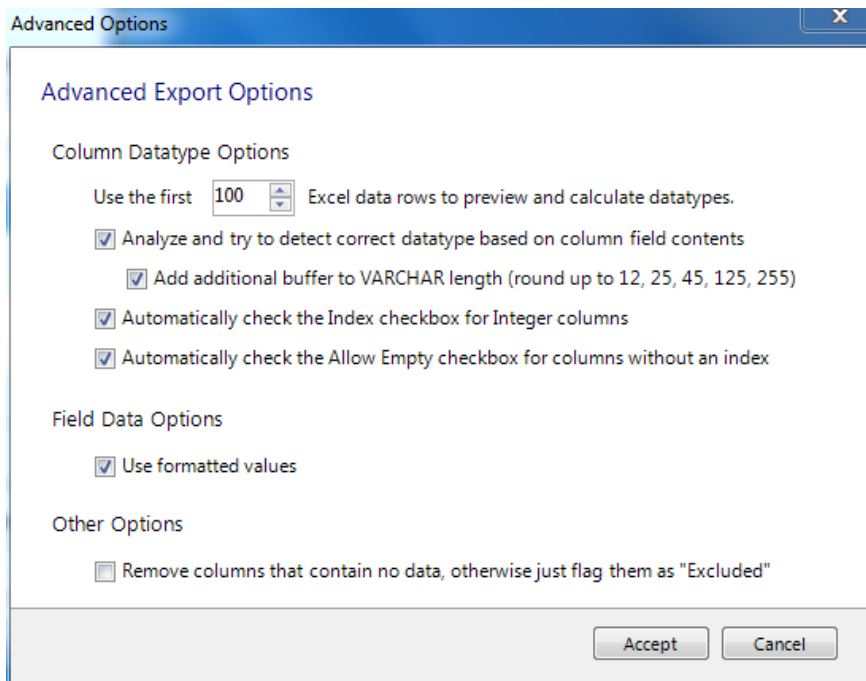 Advanced Options
X
Advanced Export Options
Column Datatype Options
Use the first 100 Excel data rows to preview and calculate datatypes.
Analyze and try to detect correct datatype based on column field contents
Add additional buffer to VARCHAR length (round up to 12, 25, 45, 125, 255)
Automatically check the Index checkbox for Integer columns
Automatically check the Allow Empty checkbox for columns without an index
Field Data Options
Use formatted values
Other Options
Remove columns that contain no data, otherwise just flag them as "Excluded"
Accept Cancel